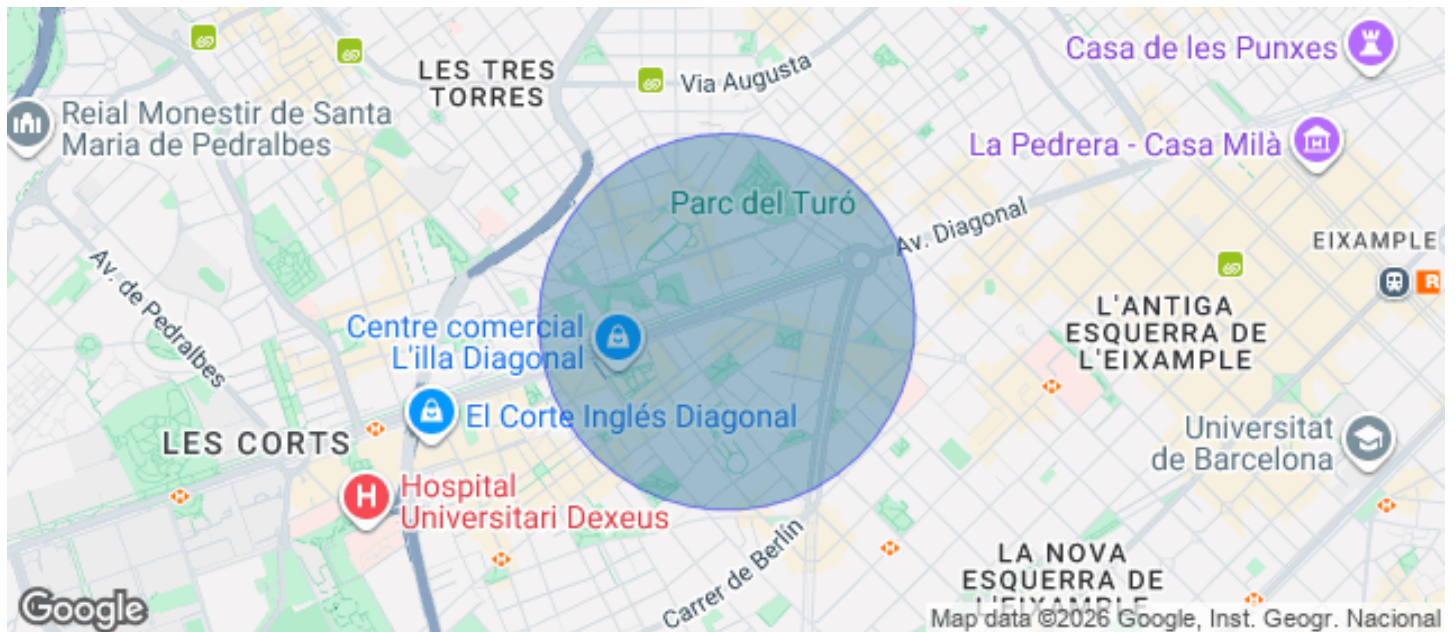 Casa de les Punxes
LES TRES
TORRES
Via Augusta
Reial Monestir de Santa
Maria de Pedralbes
La Pedrera - Casa Milà
Parc del Turó
Av. Diagonal
EIXAMPLE
R
Av. de Pedralbes
L'ANTIGA
ESQUERRA DE
L'EIXAMPLE
Centre comercial
L'illa Diagonal
El Corte Inglés Diagonal
LES CORTS
Universitat
de Barcelona
H
Hospital
Universitari Dexeus
Carrer de Berlín
LA NOVA
ESQUERRA DE
L'EIXAMPLE
Google
Map data ©2026 Google, Inst. Geogr. Nacional